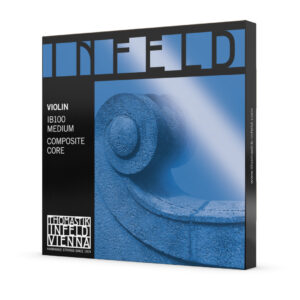 INFELD
VIOLIN
IB100
MEDIUM
COMPOSITE
CORE
THOMASTIK
INFELD
VIENNA